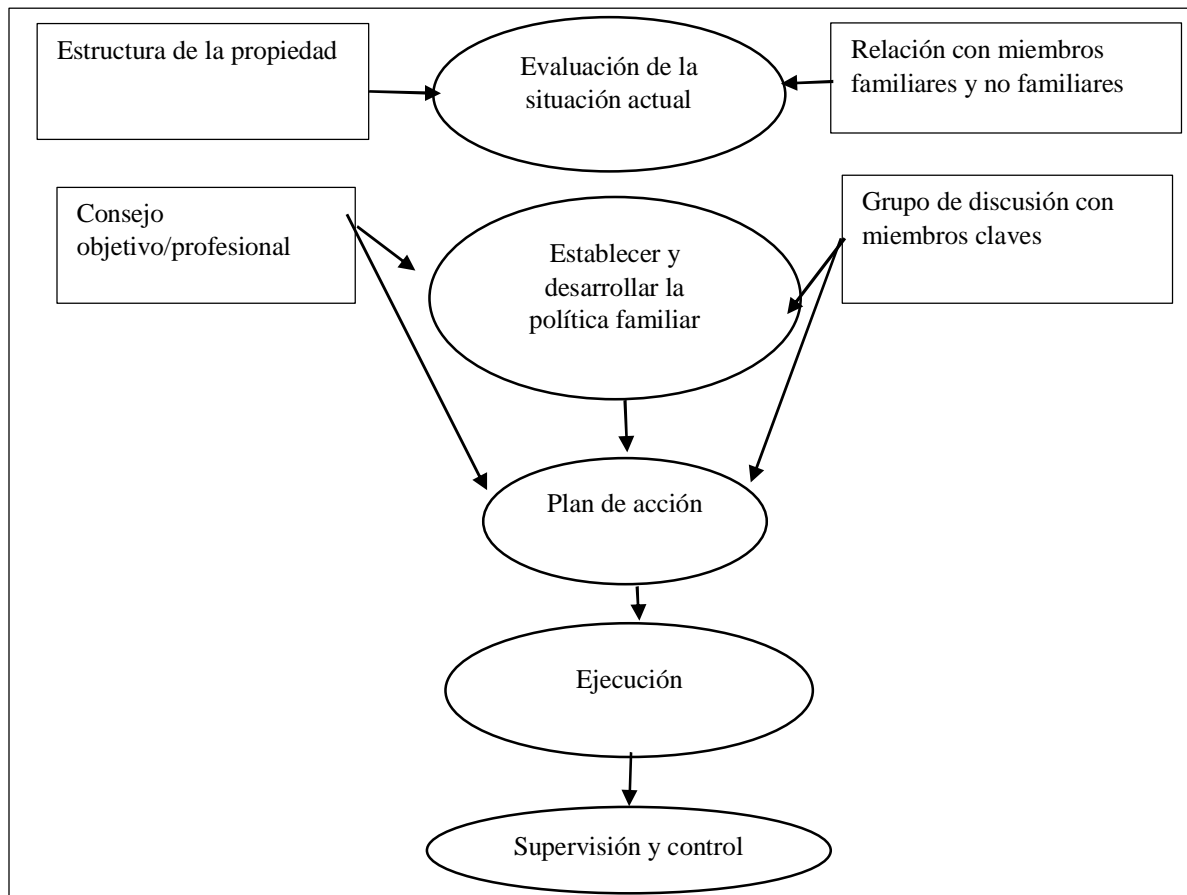 Estructura de la propiedad
Evaluación de la
situación actual
Relación con miembros
familiares y no familiares
Consejo
objetivo/profesional
Establecer y
desarrollar la
política familiar
Grupo de discusión con
miembros claves
Plan de acción
Ejecución
Supervisión y control